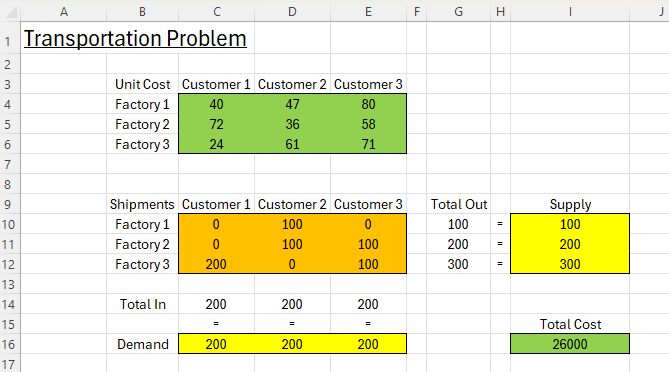 A B C D E F G H I J
1 Transportation Problem
2
3 Unit Cost Customer 1 Customer 2 Customer 3
4 Factory 1 40 47 80
5 Factory 2 72 36 58
6 Factory 3 24 61 71
7
8
9 Shipments Customer 1 Customer 2 Customer 3 Total Out Supply
10 Factory 1 0 100 0 100 = 100
11 Factory 2 0 100 100 200 = 200
12 Factory 3 200 0 100 300 = 300
13
14 Total In 200 200 200
15 = = = Total Cost
16 Demand 200 200 200 26000
17